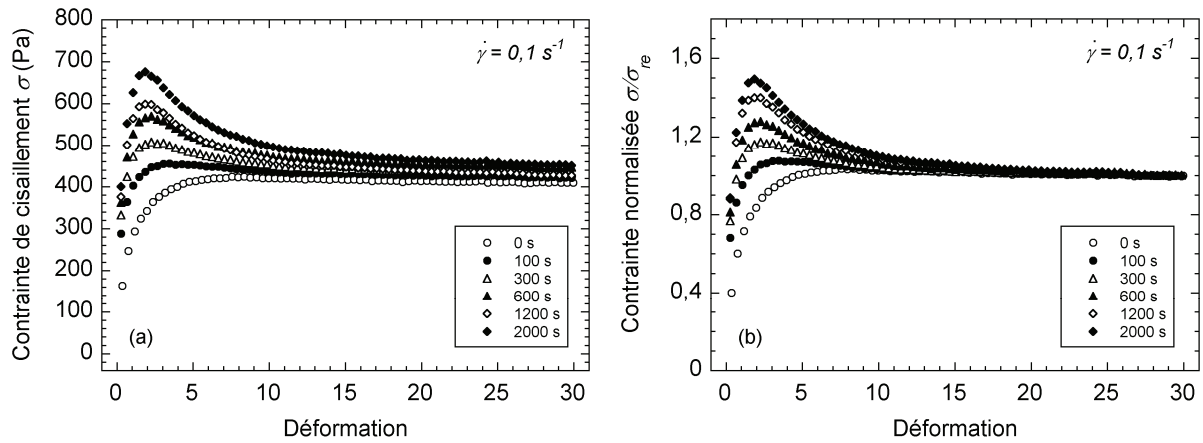 800
700
600
500
400
300
200
100
0
Contrainte de cisaillement σ (Pa)
γ̇ = 0,1 s⁻¹
(a)
0 s
100 s
300 s
600 s
1200 s
2000 s
0 5 10 15 20 25 30
Déformation
1,6
1,2
0,8
0,4
0
Contrainte normalisée σ/σre
γ̇ = 0,1 s⁻¹
(b)
0 s
100 s
300 s
600 s
1200 s
2000 s
0 5 10 15 20 25 30
Déformation